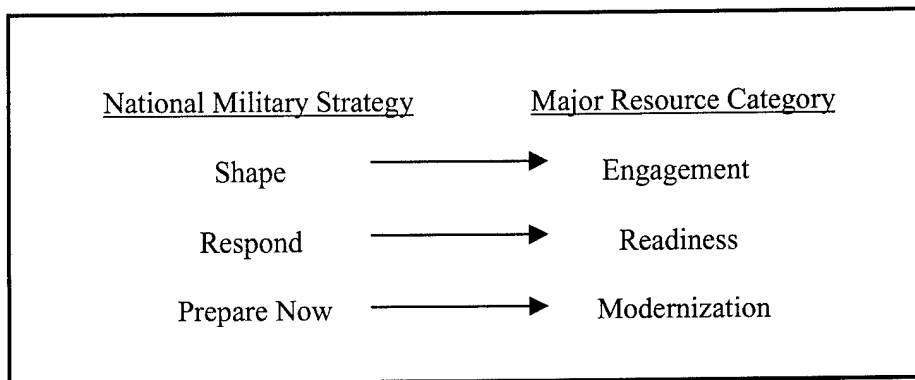 National Military Strategy Major Resource Category
Shape Engagement
Respond Readiness
Prepare Now Modernization